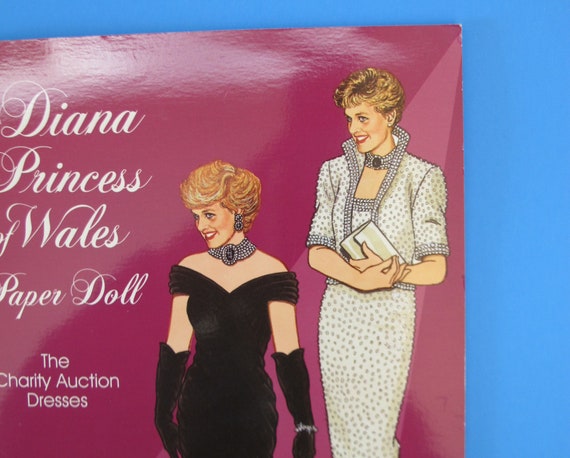 Diana
Princess
of Wales
Paper Doll
The
Charity Auction
Dresses